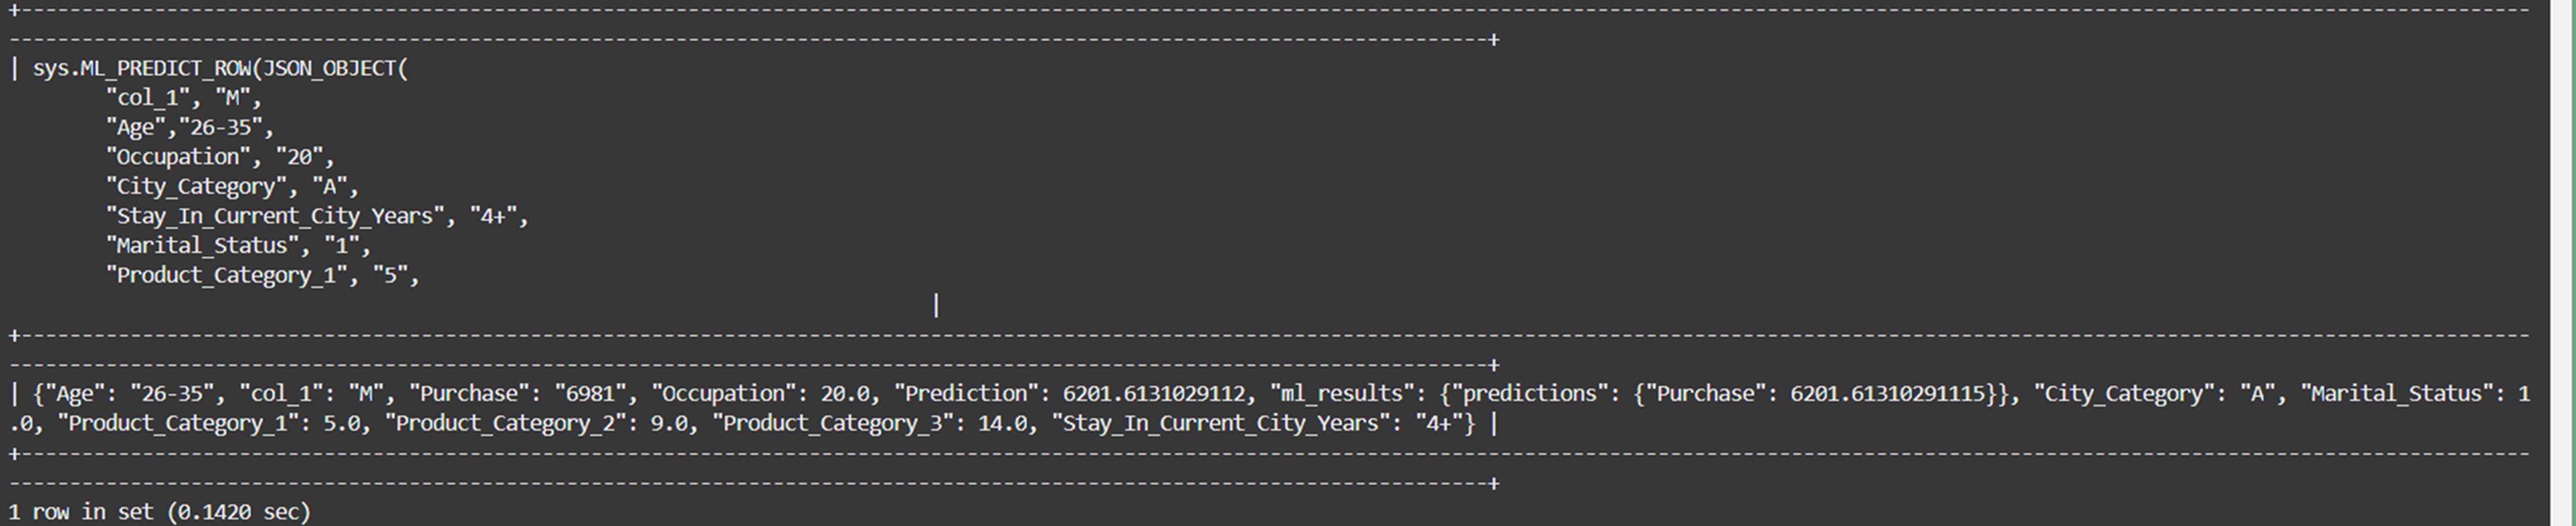 +------------------------------------------------------------------------------------------------------------------------------------------------------------------------------------------------------------------
---------------------------------------------------------------------------------------------------------------------------+
| sys.ML_PREDICT_ROW(JSON_OBJECT(
        "col_1", "M",
        "Age","26-35",
        "Occupation", "20",
        "City_Category", "A",
        "Stay_In_Current_City_Years", "4+",
        "Marital_Status", "1",
        "Product_Category_1", "5",
                                                                            |
+------------------------------------------------------------------------------------------------------------------------------------------------------------------------------------------------------------------
---------------------------------------------------------------------------------------------------------------------------+
| {"Age": "26-35", "col_1": "M", "Purchase": "6981", "Occupation": 20.0, "Prediction": 6201.6131029112, "ml_results": {"predictions": {"Purchase": 6201.61310291115}}, "City_Category": "A", "Marital_Status": 1
.0, "Product_Category_1": 5.0, "Product_Category_2": 9.0, "Product_Category_3": 14.0, "Stay_In_Current_City_Years": "4+"} |
+------------------------------------------------------------------------------------------------------------------------------------------------------------------------------------------------------------------
---------------------------------------------------------------------------------------------------------------------------+
1 row in set (0.1420 sec)